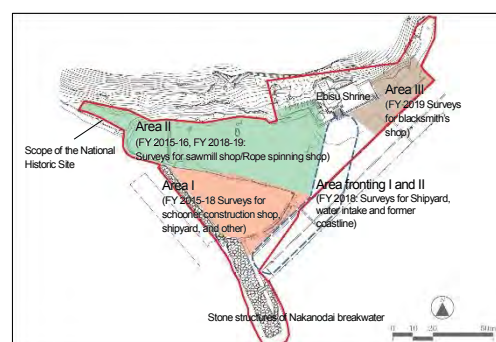 Ebisu Shrine
Area III
(FY 2019 Surveys
for blacksmith's
shop)
Area II
(FY 2015-16, FY 2018-19:
Surveys for sawmill shop/Rope spinning shop)
Scope of the National
Historic Site
Area I
(FY 2015-18 Surveys for
schooner construction shop,
shipyard, and other)
Area fronting I and II
(FY 2018: Surveys for Shipyard,
water intake and former
coastline)
Stone structures of Nakanodai breakwater
0 10 20 50m